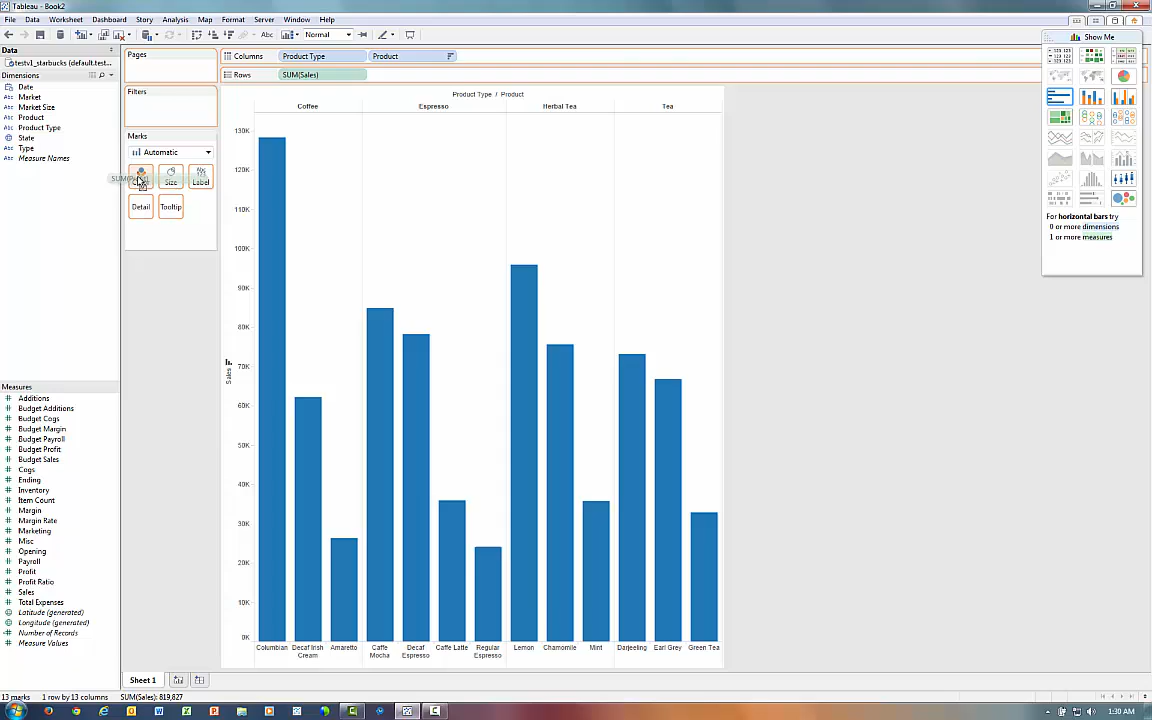 Tableau - Book2
File Data Worksheet Dashboard Story Analysis Map Format Server Window Help
Abc Normal
Data
testv1_starbucks (default.test...
Dimensions
Date
Abc Market
Abc Market Size
Abc Product
Abc Product Type
State
Abc Type
Abc Measure Names
Measures
Additions
Budget Additions
Budget Cogs
Budget Margin
Budget Payroll
Budget Profit
Budget Sales
Cogs
Ending
Inventory
Item Count
Margin
Margin Rate
Marketing
Misc
Opening
Payroll
Profit
Profit Ratio
Sales
Total Expenses
Latitude (generated)
Longitude (generated)
Number of Records
Measure Values
Pages
Filters
Marks
Automatic
Size Label
Detail Tooltip
Columns Product Type Product
Rows SUM(Sales)
Product Type / Product
Coffee Espresso Herbal Tea Tea
130K
120K
110K
100K
90K
80K
70K
60K
50K
40K
30K
20K
10K
0K
Sales
Columbian Decaf Irish Cream Amaretto Caffe Mocha Decaf Espresso Caffe Latte Regular Espresso Lemon Chamomile Mint Darjeeling Earl Grey Green Tea
Show Me
For horizontal bars try
0 or more dimensions
1 or more measures
Sheet 1
13 marks 1 row by 13 columns SUM(Sales): 819,827
1:30 AM